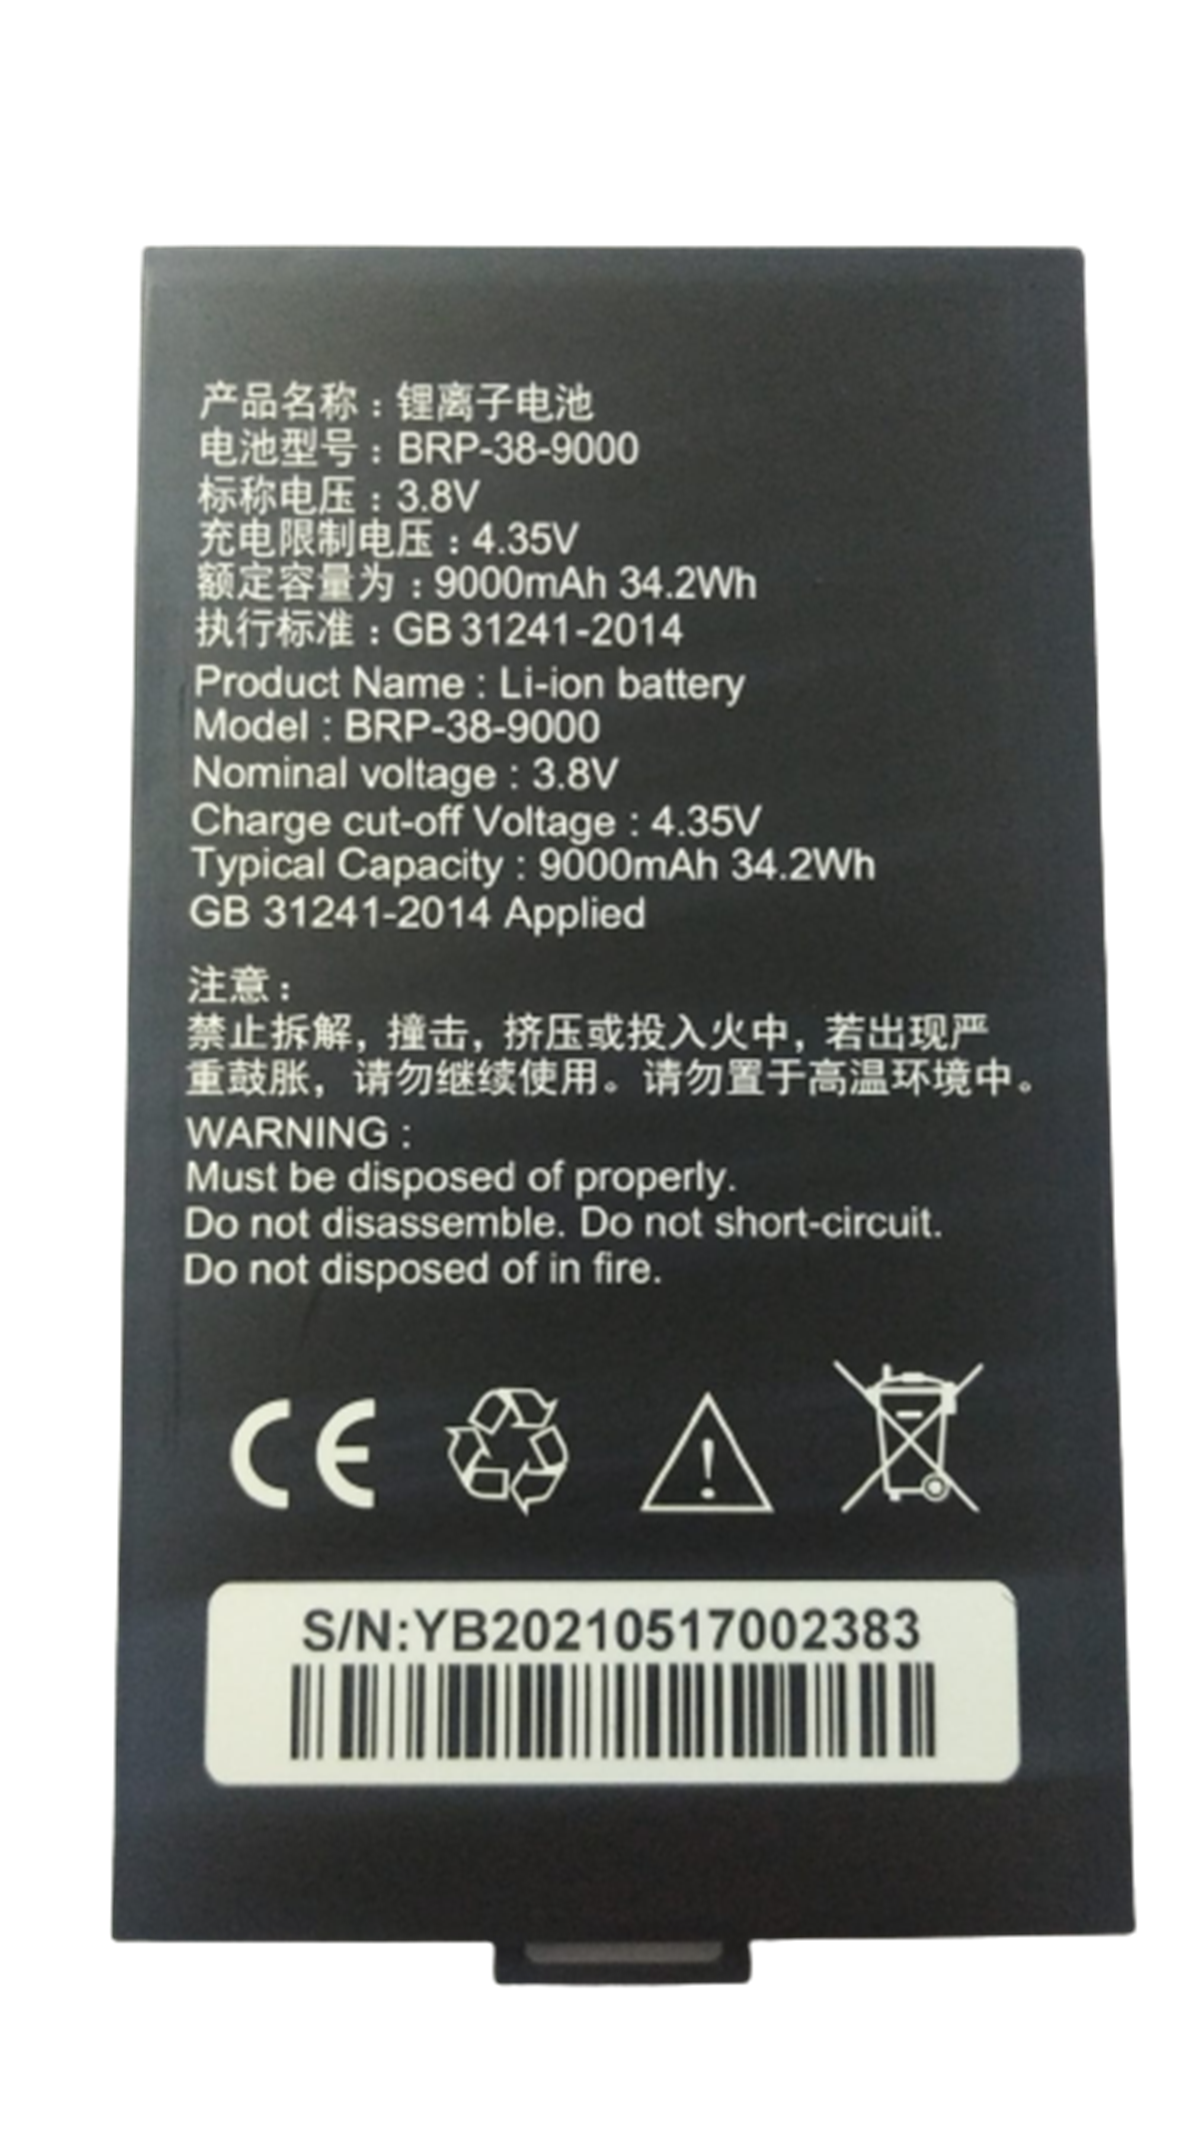 产品名称：锂离子电池
电池型号：BRP-38-9000
标称电压：3.8V
充电限制电压：4.35V
额定容量为：9000mAh 34.2Wh
执行标准：GB 31241-2014
Product Name : Li-ion battery
Model : BRP-38-9000
Nominal voltage : 3.8V
Charge cut-off Voltage : 4.35V
Typical Capacity : 9000mAh 34.2Wh
GB 31241-2014 Applied
注意：
禁止拆解，撞击，挤压或投入火中，若出现严
重鼓胀，请勿继续使用。请勿置于高温环境中。
WARNING :
Must be disposed of properly.
Do not disassemble. Do not short-circuit.
Do not disposed of in fire.
CE
S/N:YB20210517002383